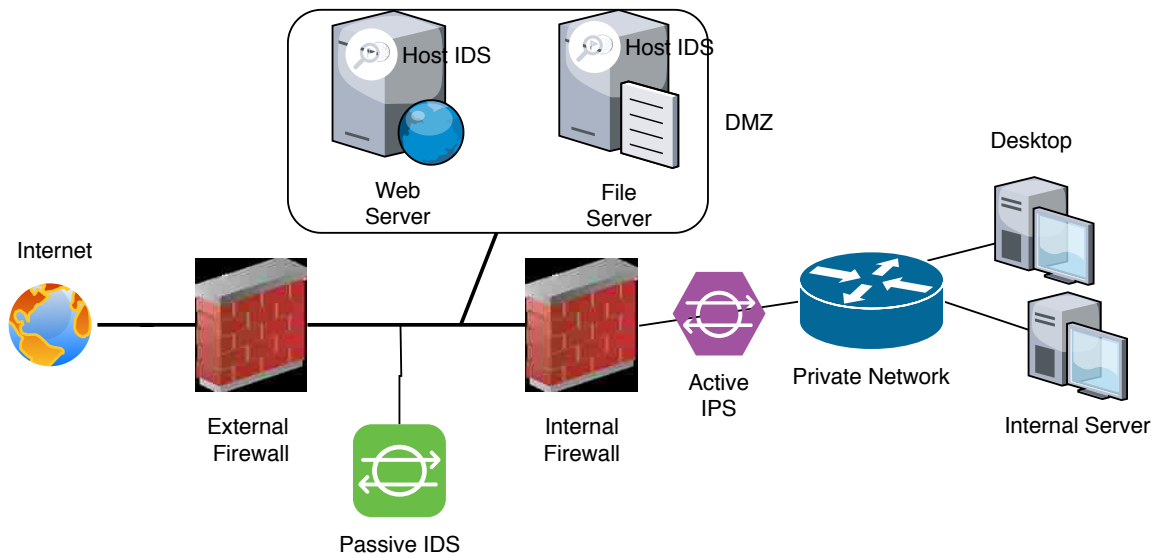 Host IDS
Host IDS
DMZ
Web
Server
File
Server
Desktop
Internet
External
Firewall
Internal
Firewall
Active
IPS
Private Network
Internal Server
Passive IDS